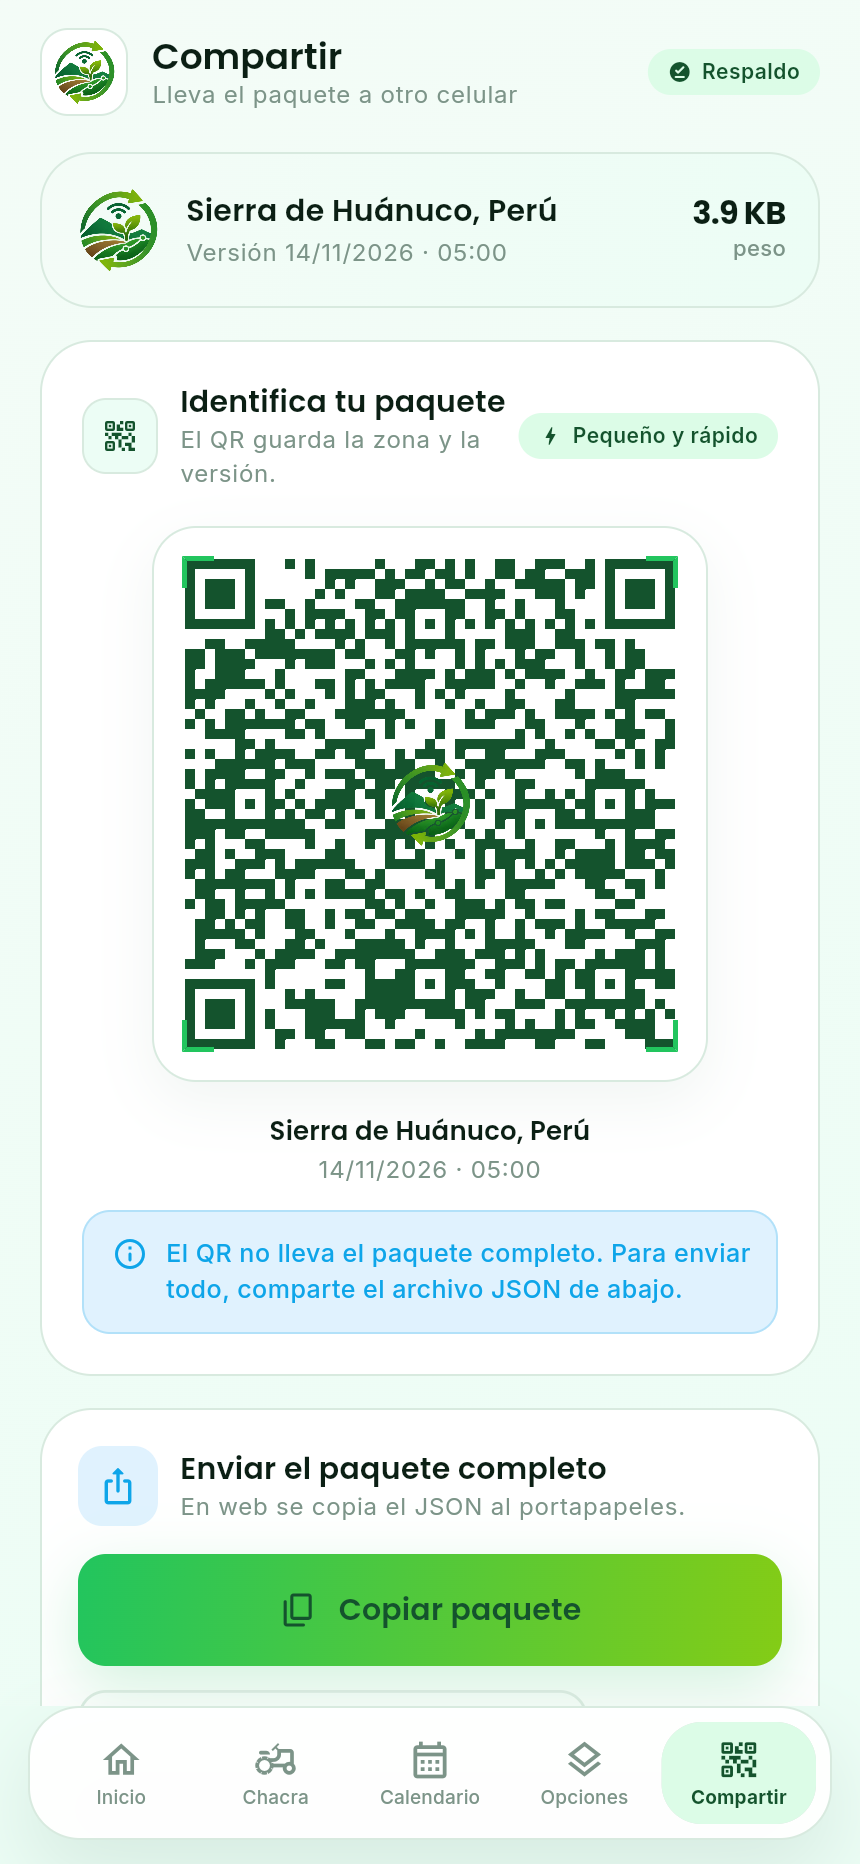 Compartir
Lleva el paquete a otro celular
Respaldo
Sierra de Huánuco, Perú
Versión 14/11/2026 · 05:00
3.9 KB
peso
Identifica tu paquete
El QR guarda la zona y la
versión.
Pequeño y rápido
Sierra de Huánuco, Perú
14/11/2026 · 05:00
El QR no lleva el paquete completo. Para enviar
todo, comparte el archivo JSON de abajo.
Enviar el paquete completo
En web se copia el JSON al portapapeles.
Copiar paquete
Inicio
Chacra
Calendario
Opciones
Compartir